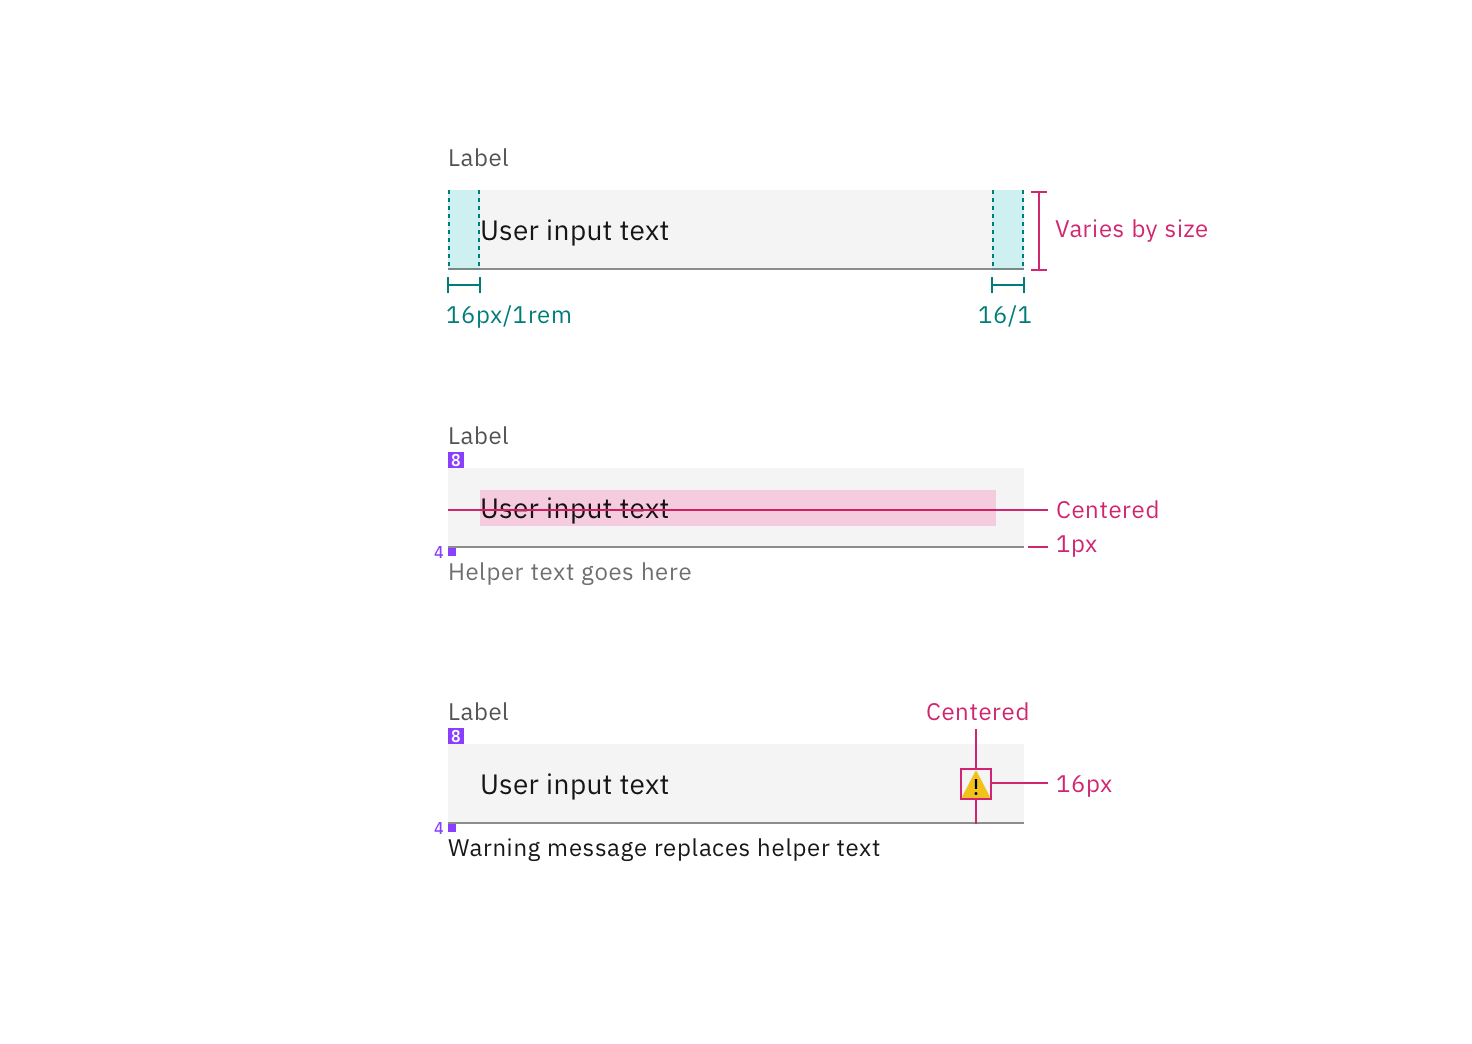 Label
User input text
Varies by size
16px/1rem
16/1
Label
8
User input text
Centered
1px
4
Helper text goes here
Label
Centered
8
User input text
16px
4
Warning message replaces helper text